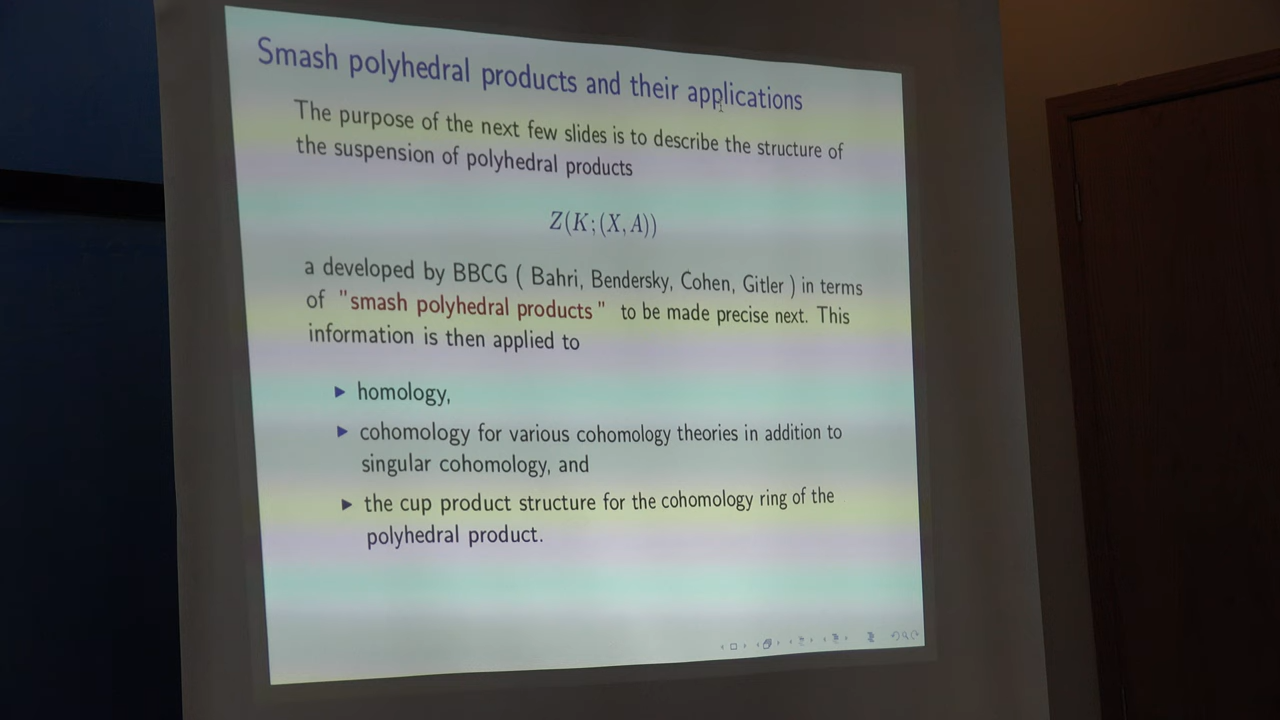 Smash polyhedral products and their applications
The purpose of the next few slides is to describe the structure of
the suspension of polyhedral products
Z(K;(X,A))
a developed by BBCG ( Bahri, Bendersky, Cohen, Gitler ) in terms
of "smash polyhedral products" to be made precise next. This
information is then applied to
▶ homology,
▶ cohomology for various cohomology theories in addition to
singular cohomology, and
▶ the cup product structure for the cohomology ring of the
polyhedral product.